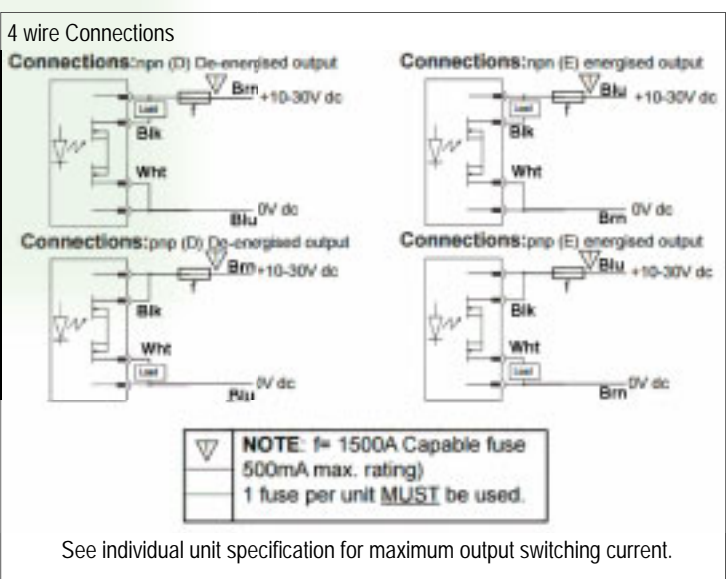 4 wire Connections
Connections:npn (D) De-energised output
Brn
+10-30V dc
Load
f
Blk
Wht
0V dc
Blu
Connections:npn (E) energised output
Blu
+10-30V dc
Load
f
Blk
Wht
0V dc
Brn
Connections:pnp (D) De-energised output
Brn
+10-30V dc
f
Blk
Wht
Load
0V dc
Blu
Connections:pnp (E) energised output
Blu
+10-30V dc
f
Blk
Wht
Load
0V dc
Brn
NOTE: f= 1500A Capable fuse
500mA max. rating)
1 fuse per unit MUST be used.
See individual unit specification for maximum output switching current.